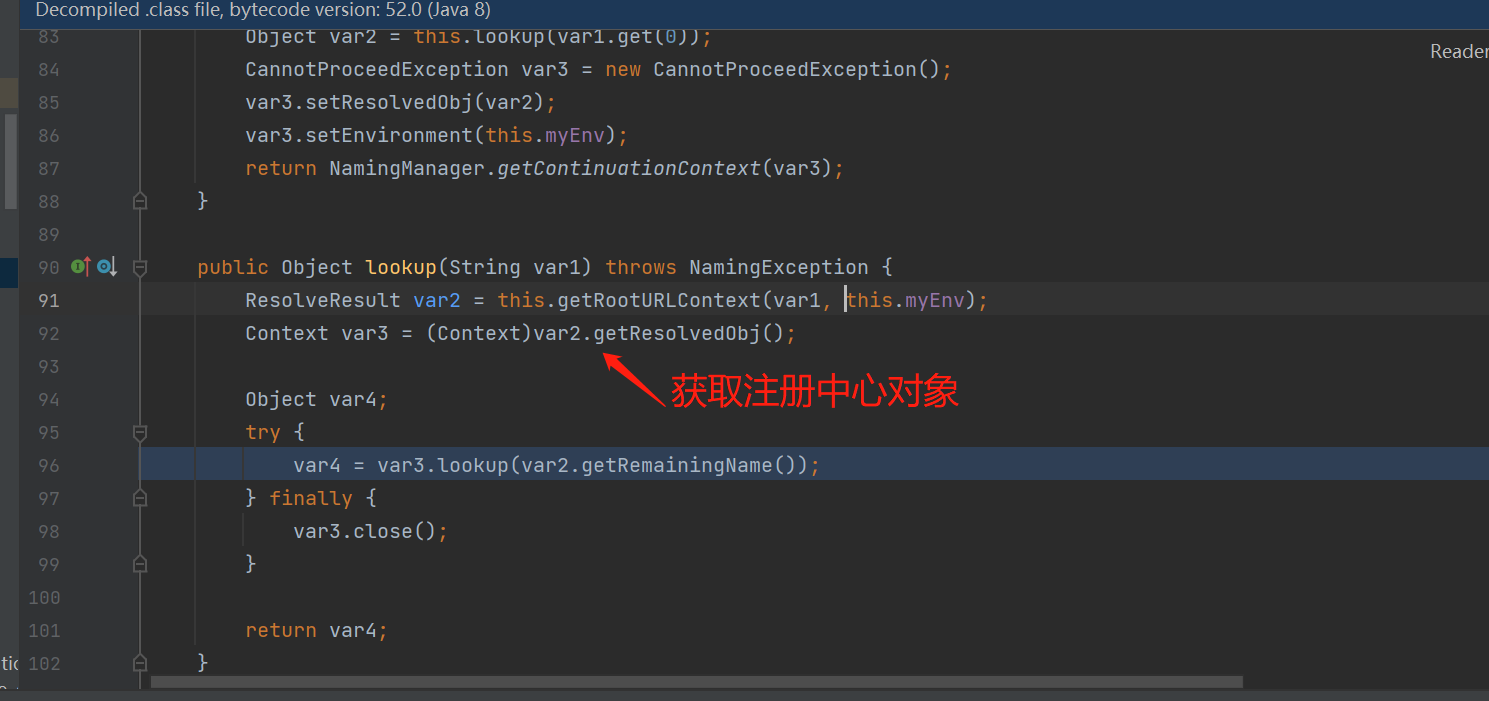 Decompiled .class file, bytecode version: 52.0 (Java 8)
Reader
83 Object var2 = this.lookup(var1.get(0));
84 CannotProceedException var3 = new CannotProceedException();
85 var3.setResolvedObj(var2);
86 var3.setEnvironment(this.myEnv);
87 return NamingManager.getContinuationContext(var3);
88 }
89
90 public Object lookup(String var1) throws NamingException {
91 ResolveResult var2 = this.getRootURLContext(var1, this.myEnv);
92 Context var3 = (Context)var2.getResolvedObj();
93
获取注册中心对象
94 Object var4;
95 try {
96 var4 = var3.lookup(var2.getRemainingName());
97 } finally {
98 var3.close();
99 }
100
101 return var4;
102 }